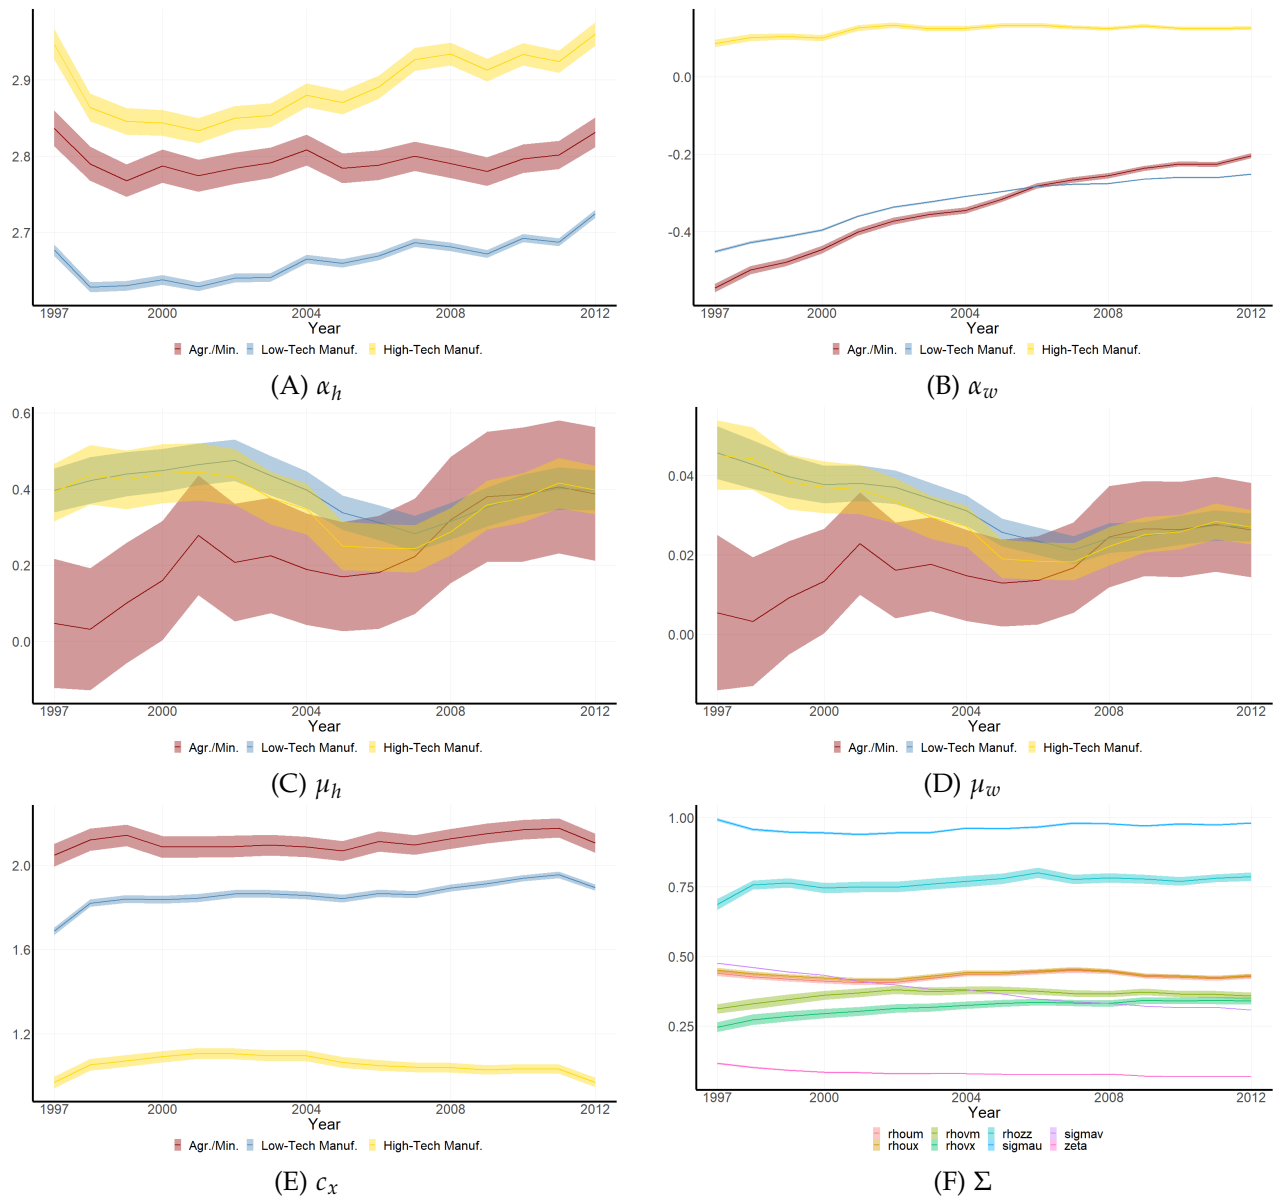 2.9
2.8
2.7
1997 2000 2004 2008 2012
Year
Agr./Min. Low-Tech Manuf. High-Tech Manuf.
(A) αₕ
0.0
-0.2
-0.4
1997 2000 2004 2008 2012
Year
Agr./Min. Low-Tech Manuf. High-Tech Manuf.
(B) α_w
0.6
0.4
0.2
0.0
1997 2000 2004 2008 2012
Year
Agr./Min. Low-Tech Manuf. High-Tech Manuf.
(C) μₕ
0.04
0.02
0.00
1997 2000 2004 2008 2012
Year
Agr./Min. Low-Tech Manuf. High-Tech Manuf.
(D) μ_w
2.0
1.6
1.2
1997 2000 2004 2008 2012
Year
Agr./Min. Low-Tech Manuf. High-Tech Manuf.
(E) cₓ
1.00
0.75
0.50
0.25
1997 2000 2004 2008 2012
Year
rhoum rhovm rhozz sigmav
rhoux rhovx sigmau zeta
(F) Σ